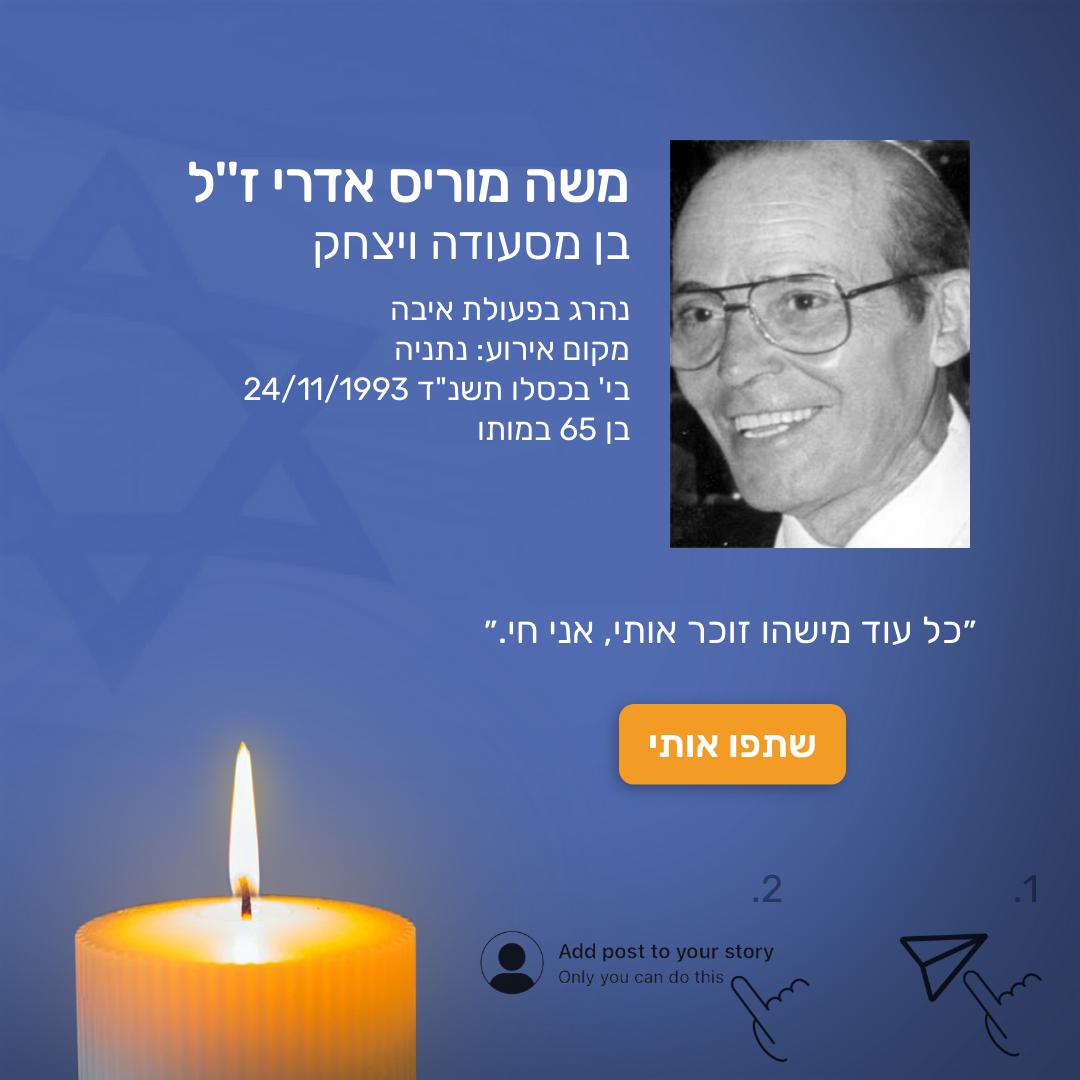 משה מוריס אדרי ז"ל
בן מסעודה ויצחק
נהרג בפעולת איבה
מקום אירוע: נתניה
בי' בכסלו תשנ"ד 24/11/1993
בן 65 במותו
״כל עוד מישהו זוכר אותי, אני חי.״
שתפו אותי
1.
2.
Add post to your story
Only you can do this